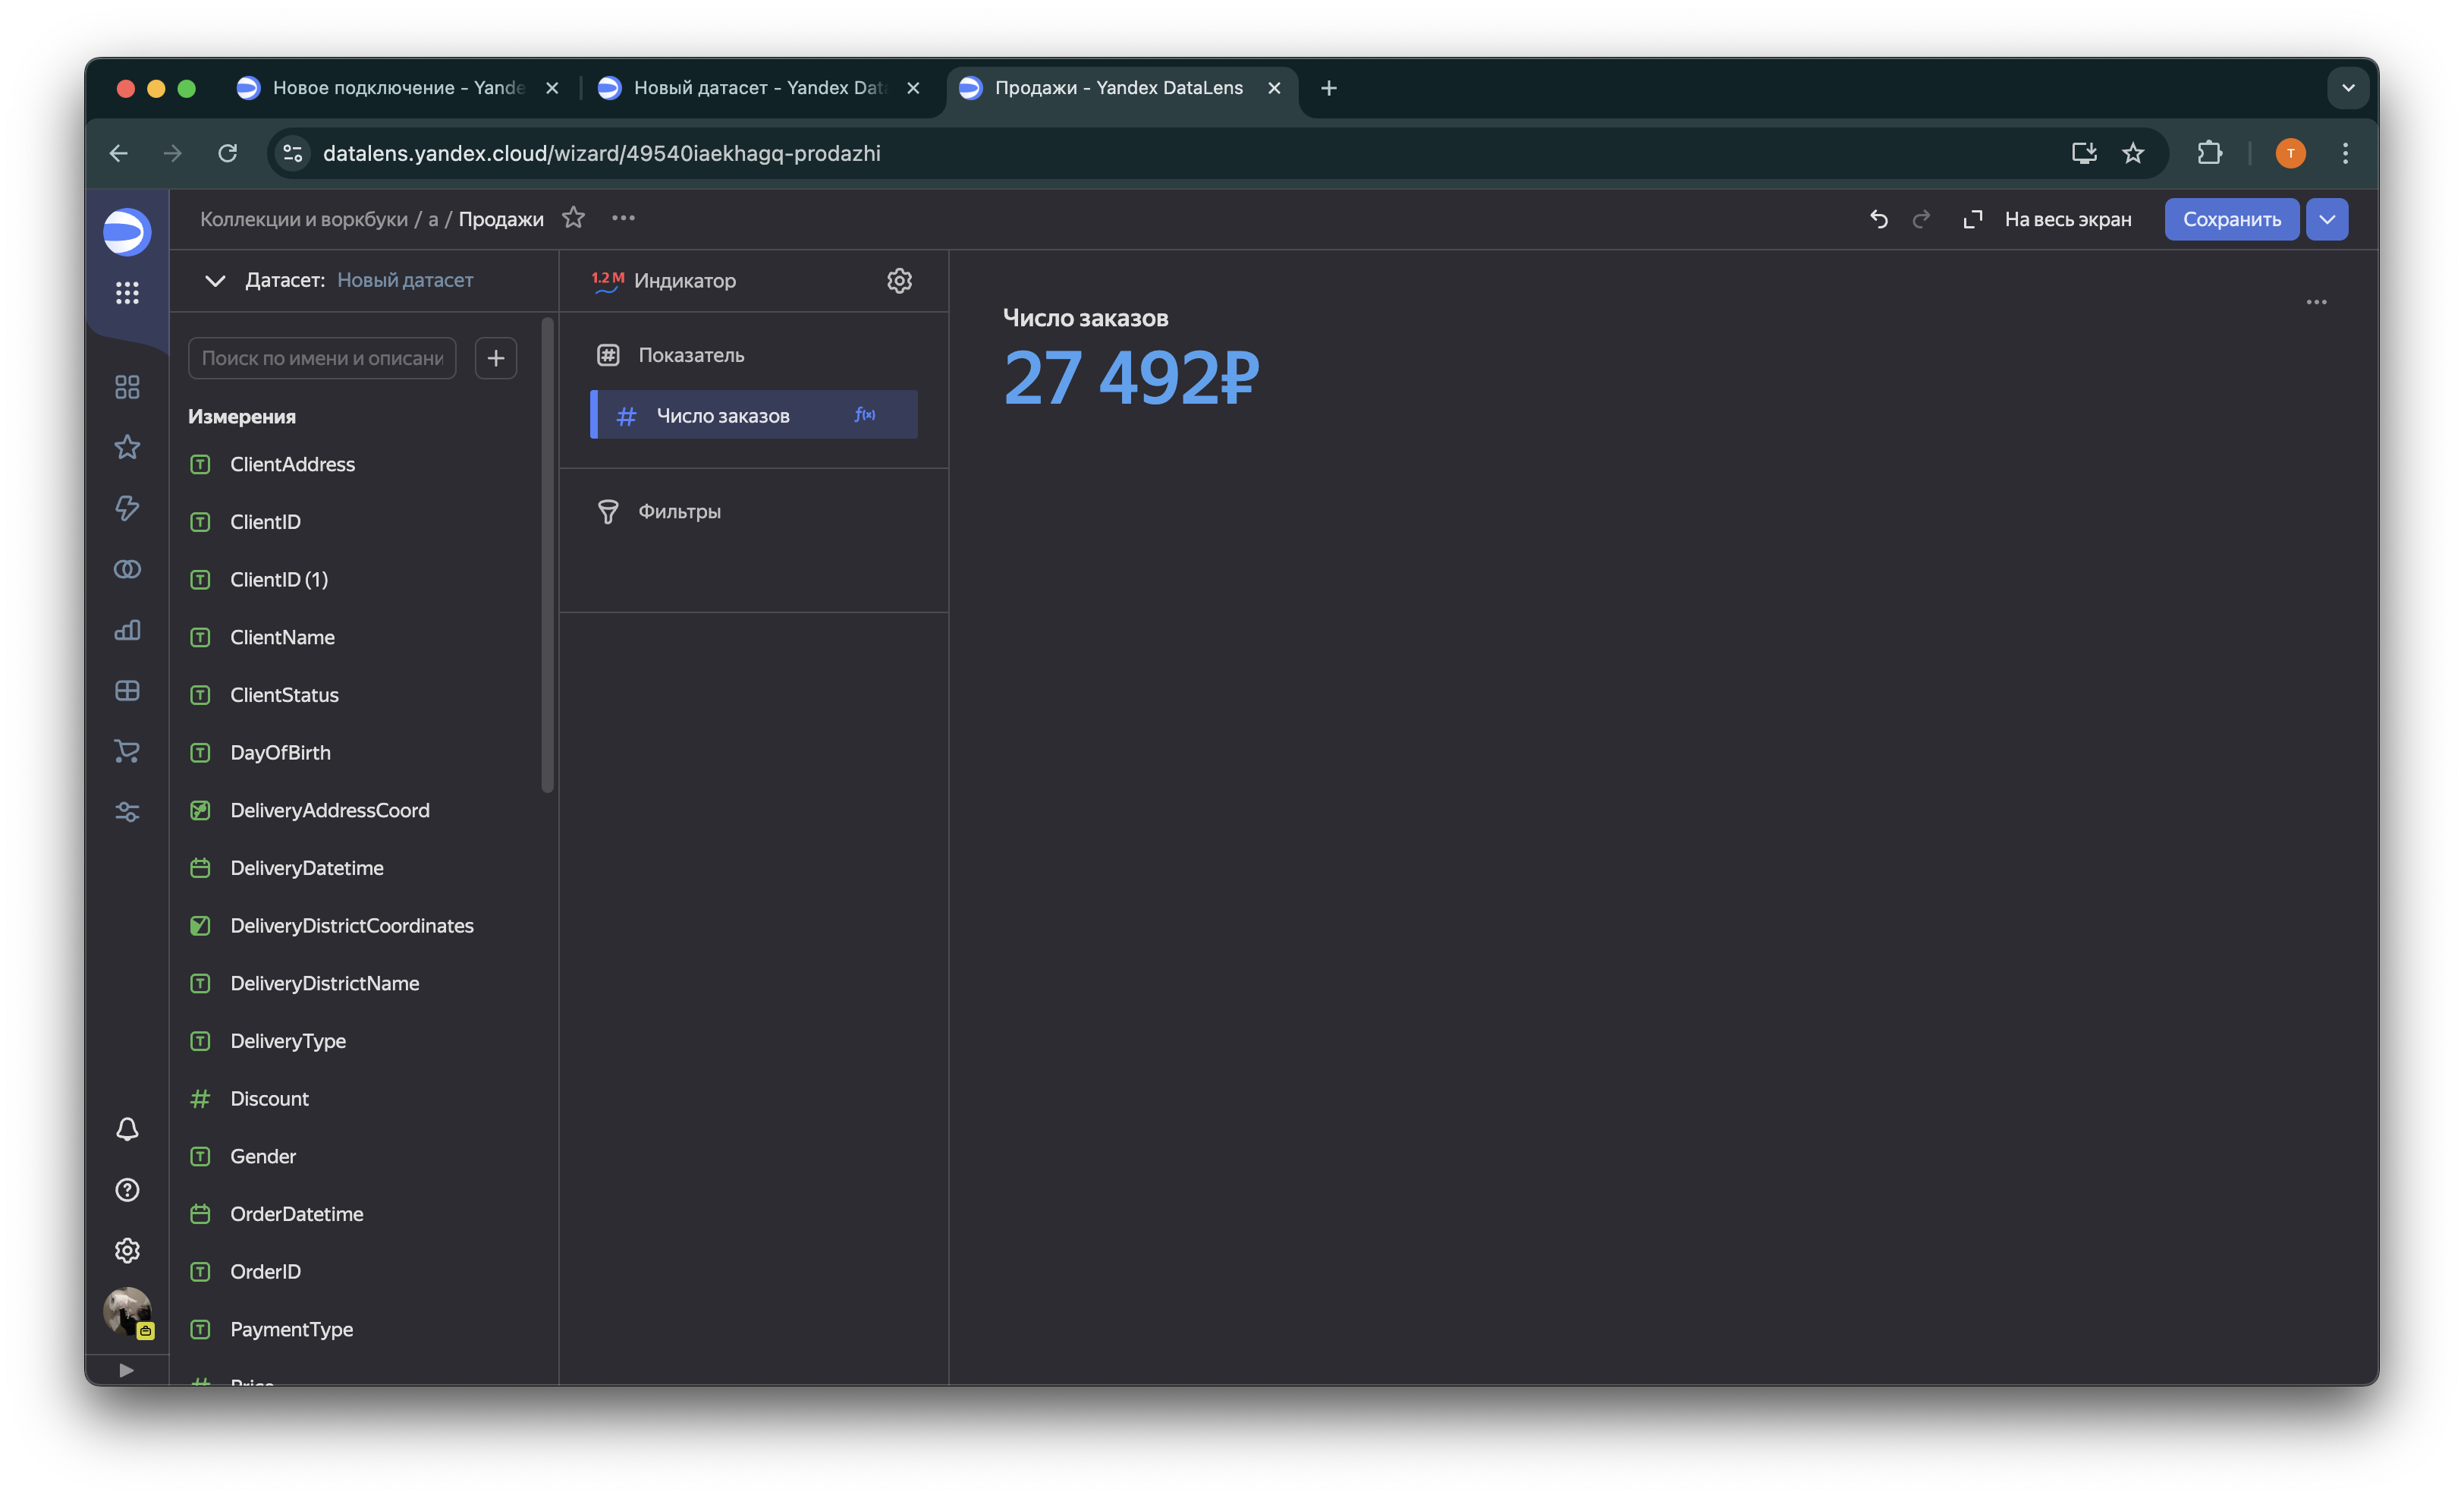 Новое подключение - Yande
Новый датасет - Yandex Dat
Продажи - Yandex DataLens
datalens.yandex.cloud/wizard/49540iaekhagq-prodazhi
T
Коллекции и воркбуки / a / Продажи
На весь экран
Сохранить
Датасет: Новый датасет
1.2 M Индикатор
Поиск по имени и описани
Показатель
Число заказов
Число заказов
27 492₽
Фильтры
Измерения
ClientAddress
ClientID
ClientID (1)
ClientName
ClientStatus
DayOfBirth
DeliveryAddressCoord
DeliveryDatetime
DeliveryDistrictCoordinates
DeliveryDistrictName
DeliveryType
Discount
Gender
OrderDatetime
OrderID
PaymentType
Price